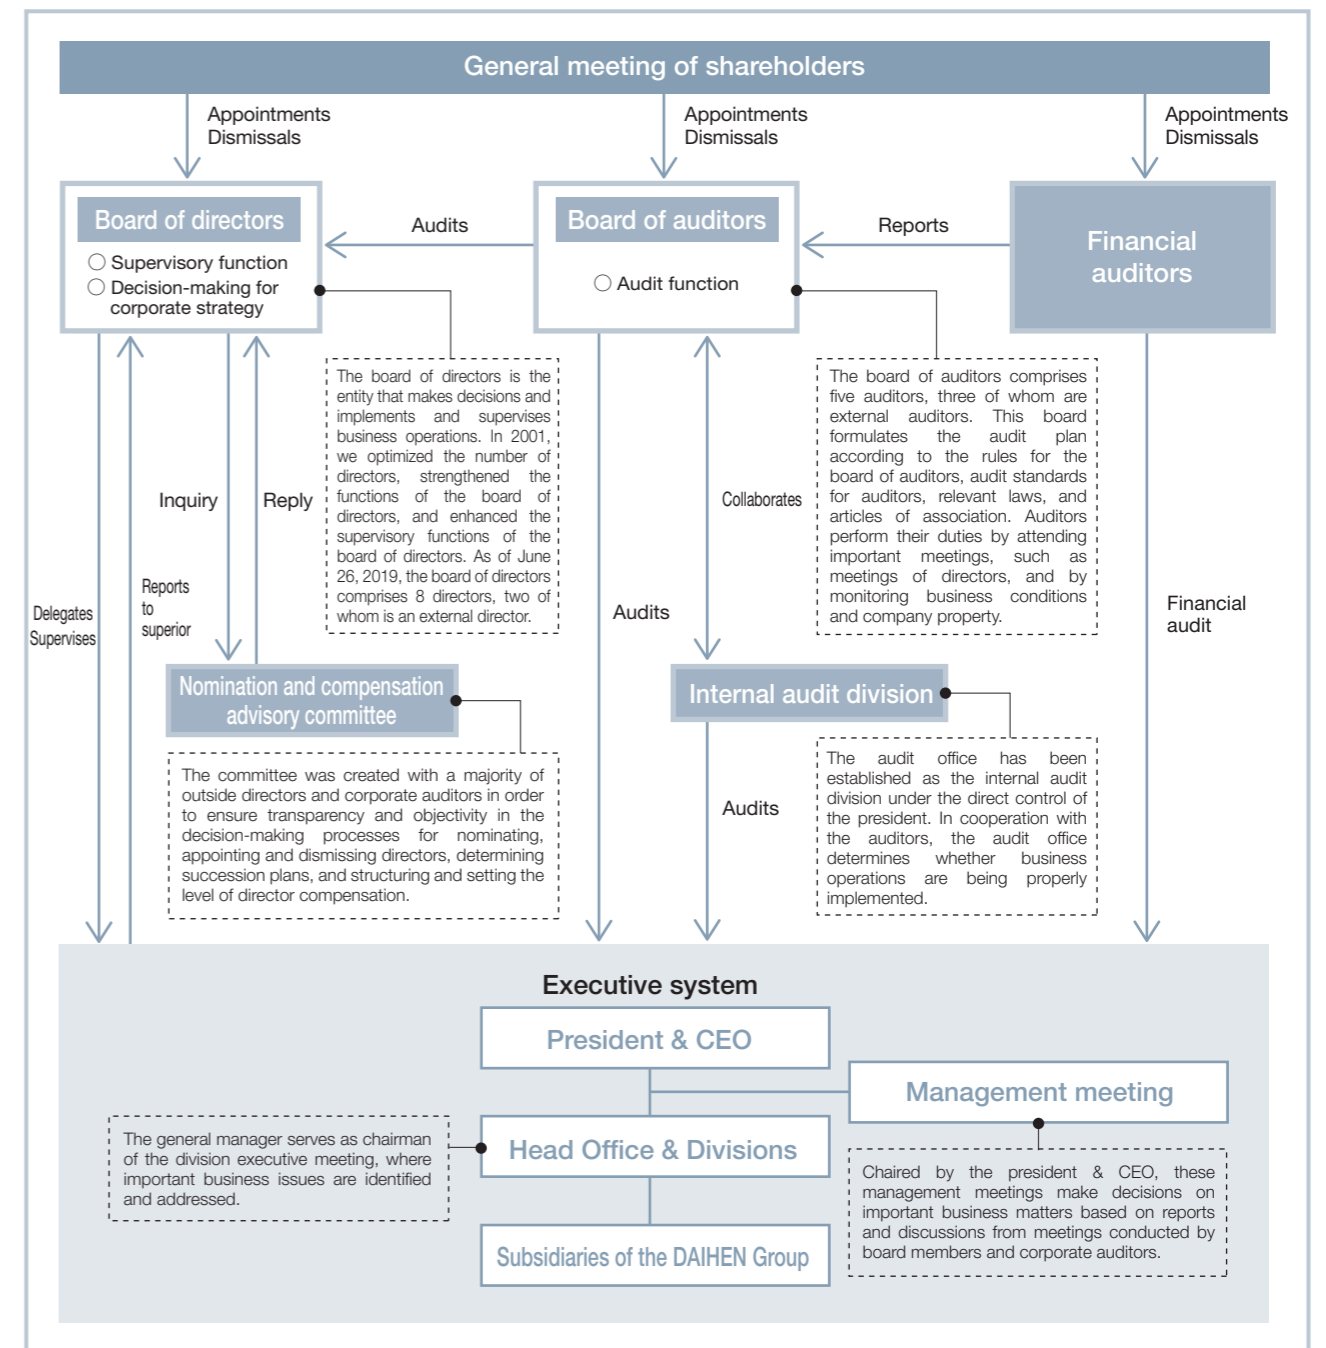 General meeting of shareholders
Appointments
Dismissals
Appointments
Dismissals
Appointments
Dismissals
Board of directors
○ Supervisory function
○ Decision-making for
corporate strategy
Audits
Board of auditors
○ Audit function
Reports
Financial
auditors
The board of directors is the
entity that makes decisions and
implements and supervises
business operations. In 2001,
we optimized the number of
directors, strengthened the
functions of the board of
directors, and enhanced the
supervisory functions of the
board of directors. As of June
26, 2019, the board of directors
comprises 8 directors, two of
whom is an external director.
The board of auditors comprises
five auditors, three of whom are
external auditors. This board
formulates the audit plan
according to the rules for the
board of auditors, audit standards
for auditors, relevant laws, and
articles of association. Auditors
perform their duties by attending
important meetings, such as
meetings of directors, and by
monitoring business conditions
and company property.
Inquiry
Reply
Collaborates
Delegates
Supervises
Reports
to
superior
Audits
Financial
audit
Nomination and compensation
advisory committee
Internal audit division
The committee was created with a majority of
outside directors and corporate auditors in order
to ensure transparency and objectivity in the
decision-making processes for nominating,
appointing and dismissing directors, determining
succession plans, and structuring and setting the
level of director compensation.
Audits
The audit office has been
established as the internal audit
division under the direct control of
the president. In cooperation with
the auditors, the audit office
determines whether business
operations are being properly
implemented.
Executive system
President & CEO
Management meeting
The general manager serves as chairman
of the division executive meeting, where
important business issues are identified
and addressed.
Head Office & Divisions
Chaired by the president & CEO, these
management meetings make decisions on
important business matters based on reports
and discussions from meetings conducted by
board members and corporate auditors.
Subsidiaries of the DAIHEN Group